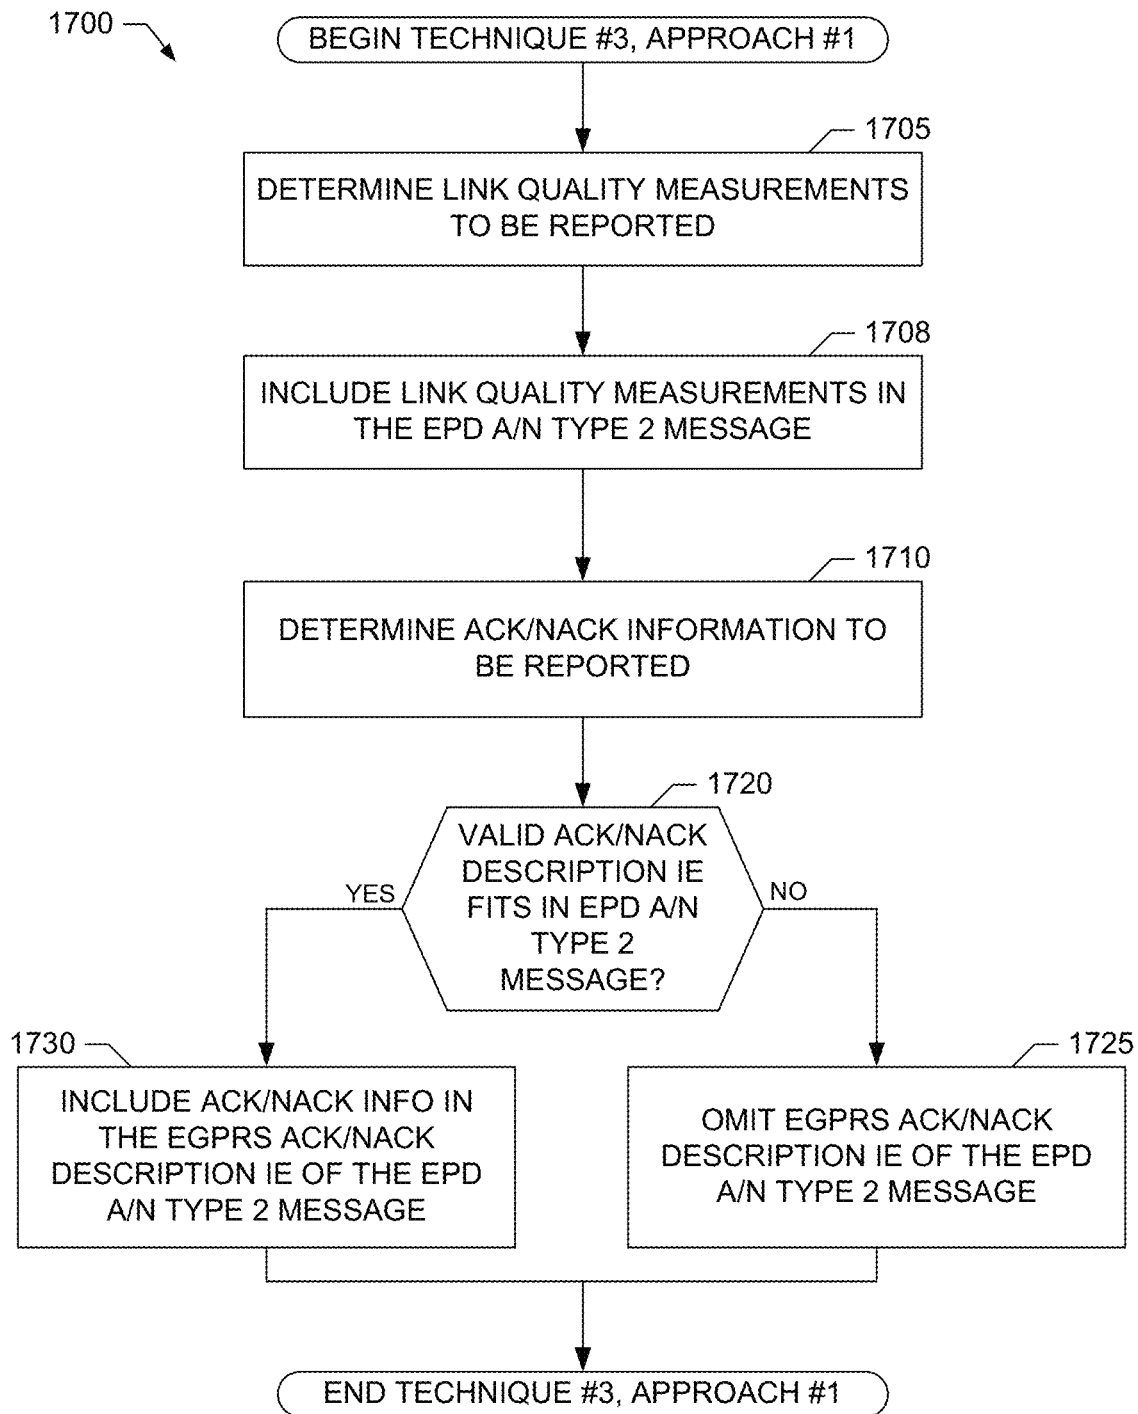 1700
BEGIN TECHNIQUE #3, APPROACH #1
1705
DETERMINE LINK QUALITY MEASUREMENTS
TO BE REPORTED
1708
INCLUDE LINK QUALITY MEASUREMENTS IN
THE EPD A/N TYPE 2 MESSAGE
1710
DETERMINE ACK/NACK INFORMATION TO
BE REPORTED
1720
VALID ACK/NACK
DESCRIPTION IE
FITS IN EPD A/N
TYPE 2
MESSAGE?
YES
NO
1730
INCLUDE ACK/NACK INFO IN
THE EGPRS ACK/NACK
DESCRIPTION IE OF THE EPD
A/N TYPE 2 MESSAGE
1725
OMIT EGPRS ACK/NACK
DESCRIPTION IE OF THE EPD
A/N TYPE 2 MESSAGE
END TECHNIQUE #3, APPROACH #1